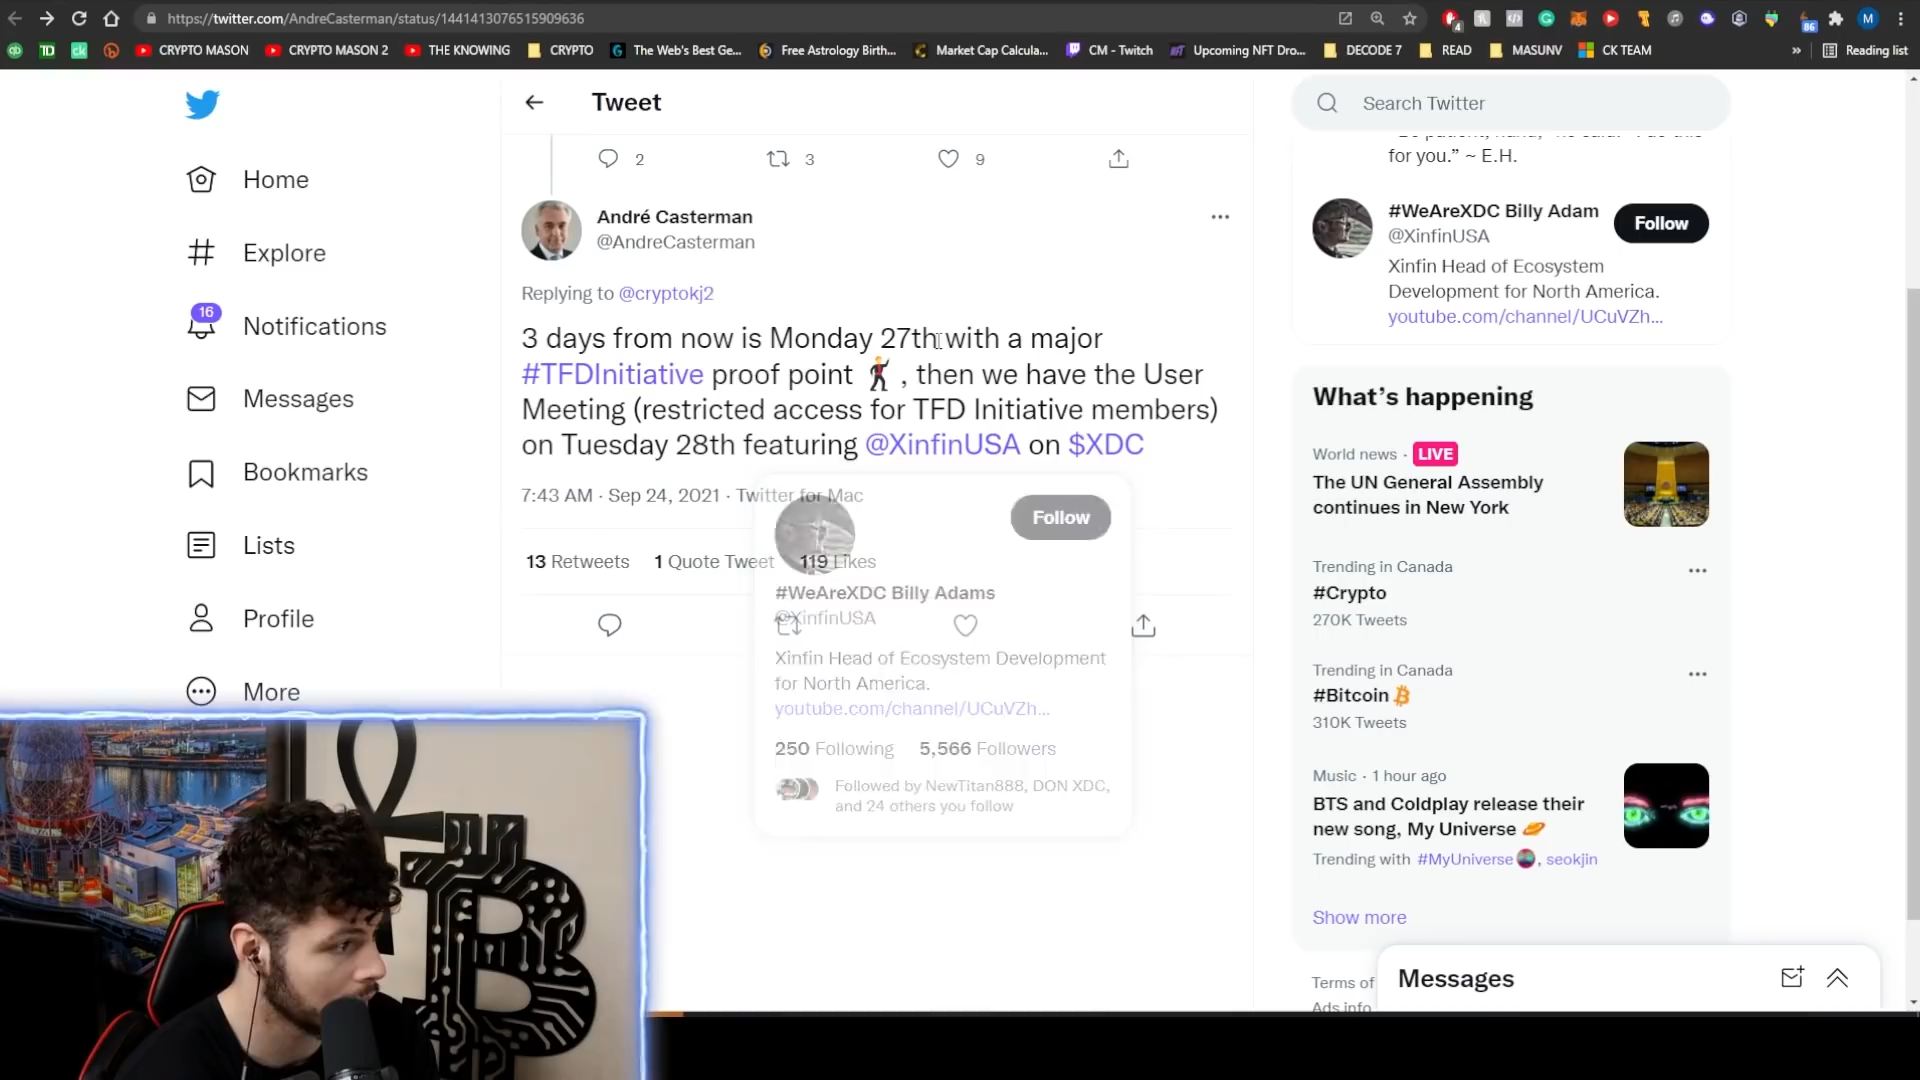 https://twitter.com/AndreCasterman/status/1441413076515909636
4
86
M
TD
ck
CRYPTO MASON
CRYPTO MASON 2
THE KNOWING
CRYPTO
The Web's Best Ge...
Free Astrology Birth...
Market Cap Calcula...
CM - Twitch
Upcoming NFT Dro...
DECODE 7
READ
MASUNV
CK TEAM
»
Reading list
Home
Explore
16
Notifications
Messages
Bookmarks
Lists
Profile
More
Tweet
2
3
9
André Casterman
@AndreCasterman
Replying to @cryptokj2
3 days from now is Monday 27th with a major
#TFDInitiative proof point 🕺, then we have the User
Meeting (restricted access for TFD Initiative members)
on Tuesday 28th featuring @XinfinUSA on $XDC
7:43 AM · Sep 24, 2021 · Twitter for Mac
13 Retweets 1 Quote Tweet 119 Likes
Follow
#WeAreXDC Billy Adams
@XinfinUSA
Xinfin Head of Ecosystem Development
for North America.
youtube.com/channel/UCuVZh...
250 Following 5,566 Followers
Followed by NewTitan888, DON XDC,
and 24 others you follow
Search Twitter
for you.” ~ E.H.
#WeAreXDC Billy Adam
@XinfinUSA
Follow
Xinfin Head of Ecosystem
Development for North America.
youtube.com/channel/UCuVZh...
What’s happening
World news · LIVE
The UN General Assembly
continues in New York
Trending in Canada
#Crypto
270K Tweets
Trending in Canada
#Bitcoin
310K Tweets
Music · 1 hour ago
BTS and Coldplay release their
new song, My Universe 🪐
Trending with #MyUniverse, seokjin
Show more
Terms of
Ads info
Messages